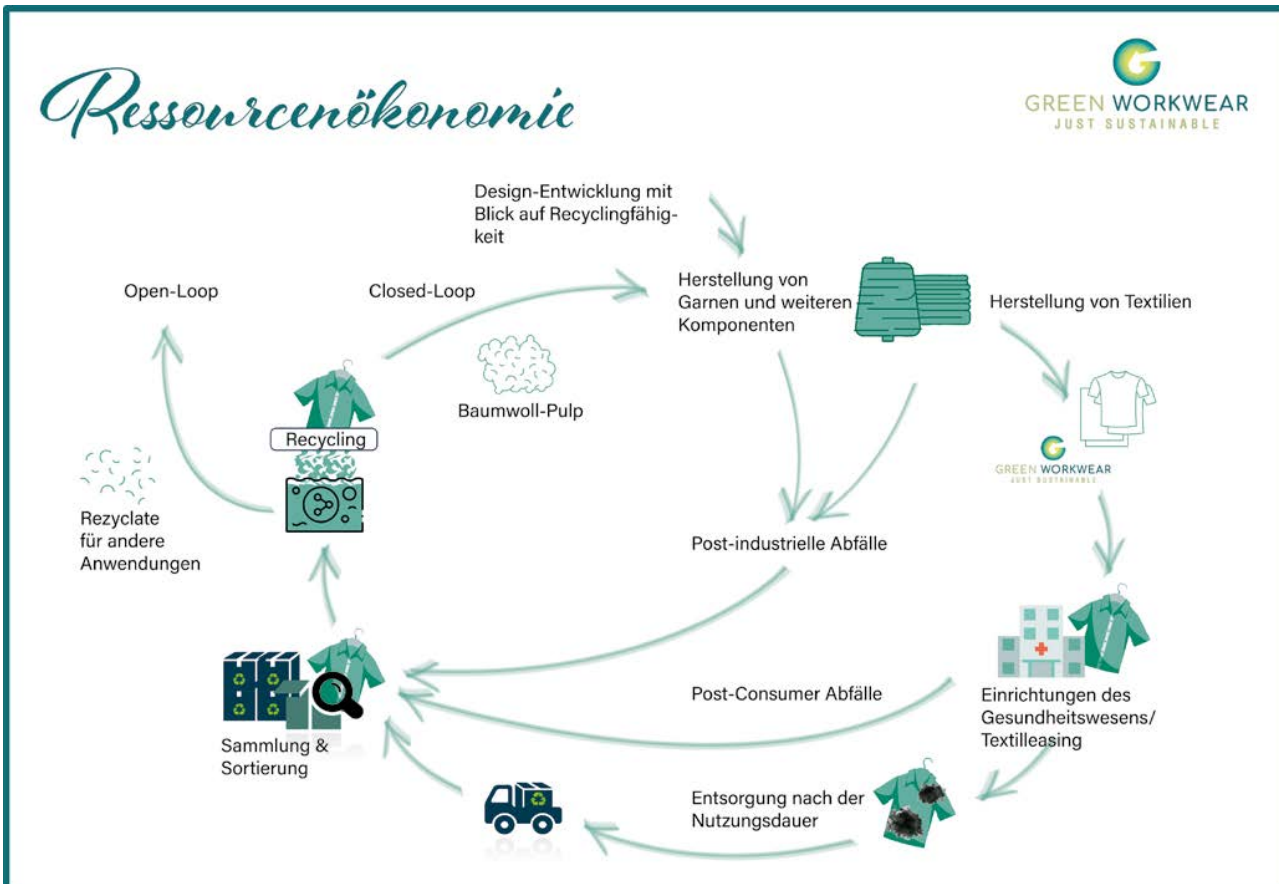 Ressourcenökonomie
GREEN WORKWEAR
JUST SUSTAINABLE
Design-Entwicklung mit
Blick auf Recyclingfähig-
keit
Open-Loop
Closed-Loop
Herstellung von
Garnen und weiteren
Komponenten
Herstellung von Textilien
Baumwoll-Pulp
Recycling
GREEN WORKWEAR
JUST SUSTAINABLE
Rezyclate
für andere
Anwendungen
Post-industrielle Abfälle
Post-Consumer Abfälle
Einrichtungen des
Gesundheitswesens/
Textilleasing
Sammlung &
Sortierung
Entsorgung nach der
Nutzungsdauer